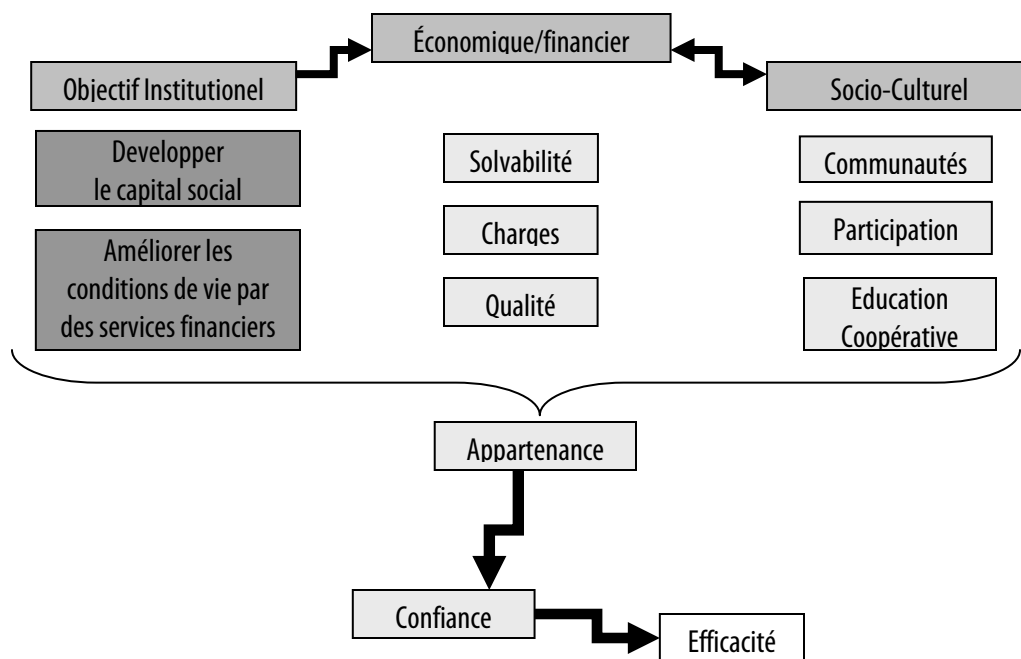 Économique/financier
Objectif Institutionel
Socio-Culturel
Developper
le capital social
Améliorer les
conditions de vie par
des services financiers
Solvabilité
Charges
Qualité
Communautés
Participation
Education
Coopérative
Appartenance
Confiance
Efficacité